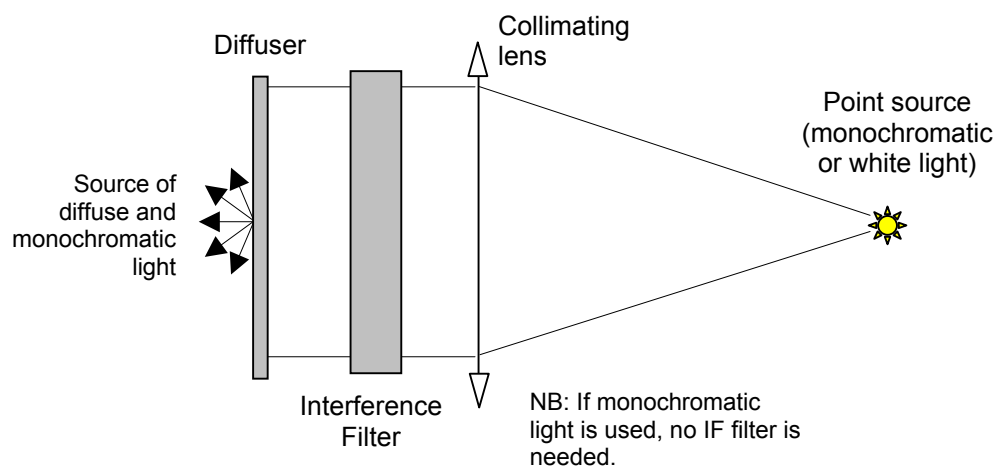 Diffuser
Collimating
lens
Point source
(monochromatic
or white light)
Source of
diffuse and
monochromatic
light
Interference
Filter
NB: If monochromatic
light is used, no IF filter is
needed.